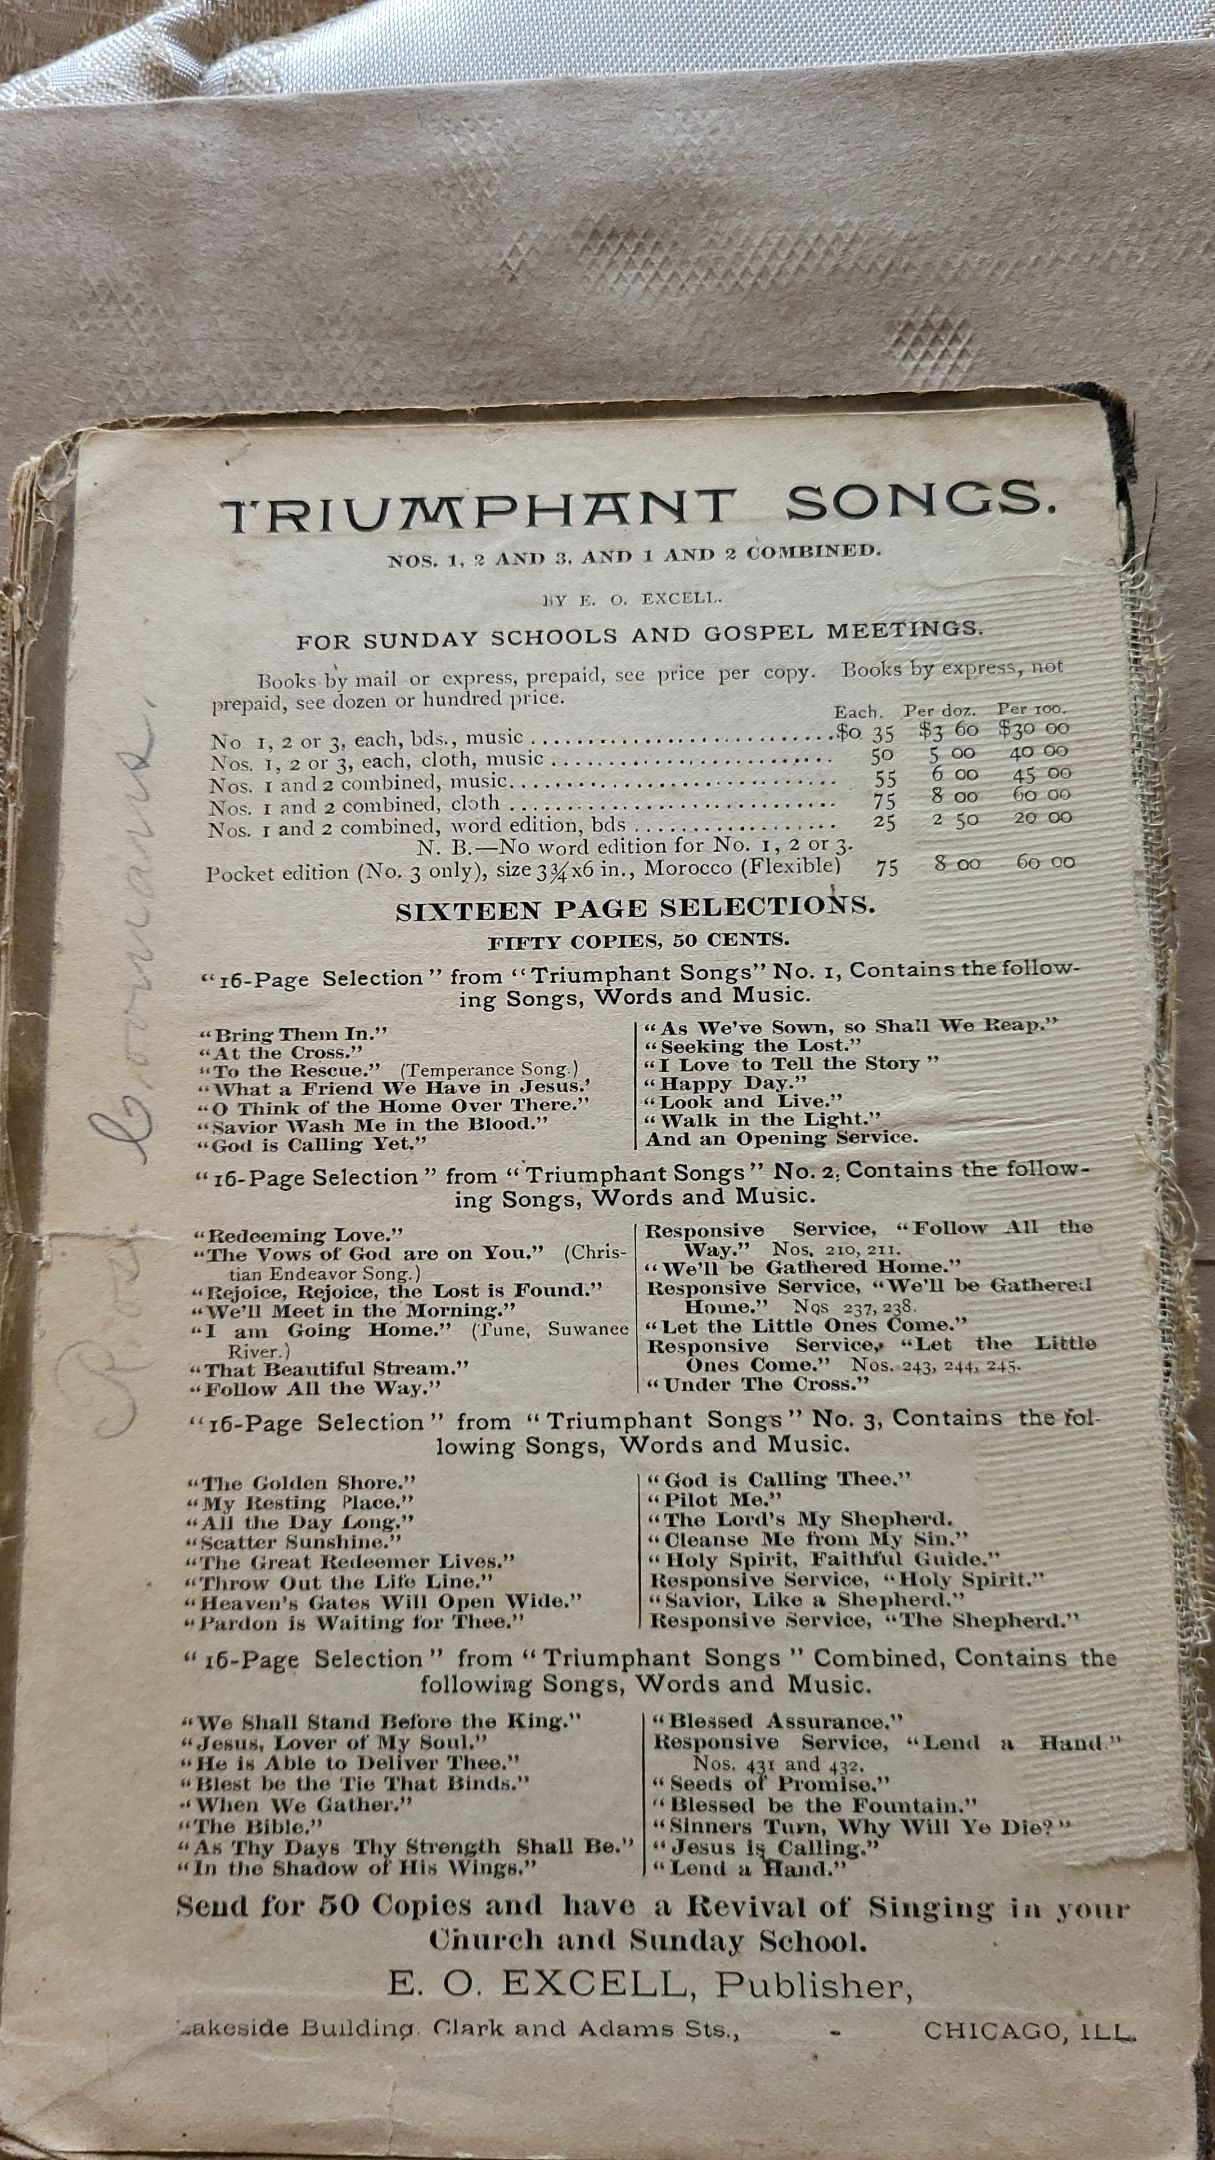 TRIUMPHANT SONGS.
NOS. 1, 2 AND 3, AND 1 AND 2 COMBINED.
BY E. O. EXCELL.
FOR SUNDAY SCHOOLS AND GOSPEL MEETINGS.
Books by mail or express, prepaid, see price per copy. Books by express, not
prepaid, see dozen or hundred price.
Each. Per doz. Per 100.
No 1, 2 or 3, each, bds., music ............................$0 35 $3 60 $30 00
Nos. 1, 2 or 3, each, cloth, music .......................... 50 5 00 40 00
Nos. 1 and 2 combined, music............................... 55 6 00 45 00
Nos. 1 and 2 combined, cloth .............................. 75 8 00 60 00
Nos. 1 and 2 combined, word edition, bds .................. 25 2 50 20 00
N. B.—No word edition for No. 1, 2 or 3.
Pocket edition (No. 3 only), size 3¾x6 in., Morocco (Flexible) 75 8 00 60 00
SIXTEEN PAGE SELECTIONS.
FIFTY COPIES, 50 CENTS.
"16-Page Selection" from "Triumphant Songs" No. 1, Contains the follow-
ing Songs, Words and Music.
"Bring Them In."
"At the Cross."
"To the Rescue." (Temperance Song.)
"What a Friend We Have in Jesus.'
"O Think of the Home Over There."
"Savior Wash Me in the Blood."
"God is Calling Yet."
"As We've Sown, so Shall We Reap."
"Seeking the Lost."
"I Love to Tell the Story"
"Happy Day."
"Look and Live."
"Walk in the Light."
And an Opening Service.
"16-Page Selection" from "Triumphant Songs" No. 2, Contains the follow-
ing Songs, Words and Music.
"Redeeming Love."
"The Vows of God are on You." (Chris-
tian Endeavor Song.)
"Rejoice, Rejoice, the Lost is Found."
"We'll Meet in the Morning."
"I am Going Home." (Tune, Suwanee
River.)
"That Beautiful Stream."
"Follow All the Way."
Responsive Service, "Follow All the
Way." Nos. 210, 211.
"We'll be Gathered Home."
Responsive Service, "We'll be Gathered
Home." Nos 237, 238.
"Let the Little Ones Come."
Responsive Service, "Let the Little
Ones Come." Nos. 243, 244, 245.
"Under The Cross."
"16-Page Selection" from "Triumphant Songs" No. 3, Contains the fol-
lowing Songs, Words and Music.
"The Golden Shore."
"My Resting Place."
"All the Day Long."
"Scatter Sunshine."
"The Great Redeemer Lives."
"Throw Out the Life Line."
"Heaven's Gates Will Open Wide."
"Pardon is Waiting for Thee."
"God is Calling Thee."
"Pilot Me."
"The Lord's My Shepherd.
"Cleanse Me from My Sin."
"Holy Spirit, Faithful Guide."
Responsive Service, "Holy Spirit."
"Savior, Like a Shepherd."
Responsive Service, "The Shepherd."
"16-Page Selection" from "Triumphant Songs" Combined, Contains the
following Songs, Words and Music.
"We Shall Stand Before the King."
"Jesus, Lover of My Soul."
"He is Able to Deliver Thee."
"Blest be the Tie That Binds."
"When We Gather."
"The Bible."
"As Thy Days Thy Strength Shall Be."
"In the Shadow of His Wings."
"Blessed Assurance."
Responsive Service, "Lend a Hand."
Nos. 431 and 432.
"Seeds of Promise."
"Blessed be the Fountain."
"Sinners Turn, Why Will Ye Die?"
"Jesus is Calling."
"Lend a Hand."
Send for 50 Copies and have a Revival of Singing in your
Church and Sunday School.
E. O. EXCELL, Publisher,
Lakeside Building. Clark and Adams Sts., - CHICAGO, ILL.